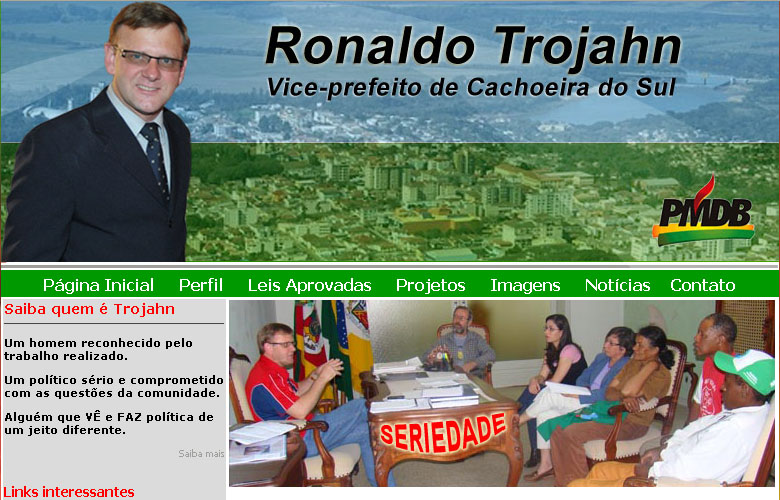 Ronaldo Trojahn
Vice-prefeito de Cachoeira do Sul
PMDB
Página Inicial Perfil Leis Aprovadas Projetos Imagens Notícias Contato
Saiba quem é Trojahn
Um homem reconhecido pelo
trabalho realizado.
Um político sério e comprometido
com as questões da comunidade.
Alguém que VÊ e FAZ política de
um jeito diferente.
Saiba mais
SERIEDADE
Links interessantes